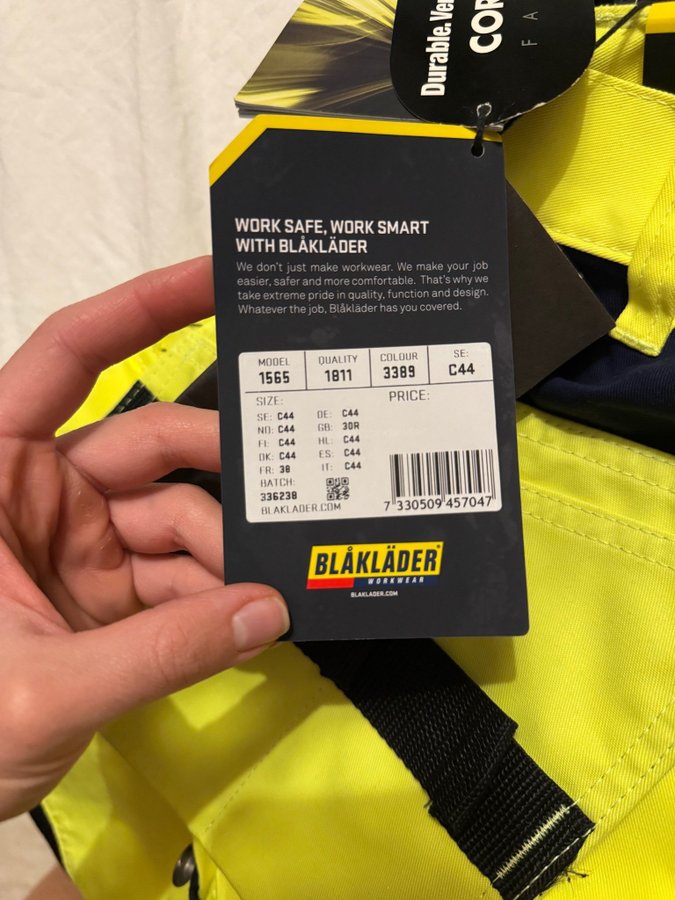 Durable.
COR
F A
WORK SAFE, WORK SMART
WITH BLÅKLÄDER
We don't just make workwear. We make your job
easier, safer and more comfortable. That's why we
take extreme pride in quality, function and design.
Whatever the job, Blåkläder has you covered.
MODEL QUALITY COLOUR SE:
1565 1811 3389 C44
SIZE: PRICE:
SE: C44 DE: C44
NO: C44 GB: 30R
FI: C44 NL: C44
DK: C44 ES: C44
FR: 38 IT: C44
BATCH:
336238
BLAKLADER.COM
7 330509 457047
BLÅKLÄDER®
WORKWEAR
BLAKLADER.COM